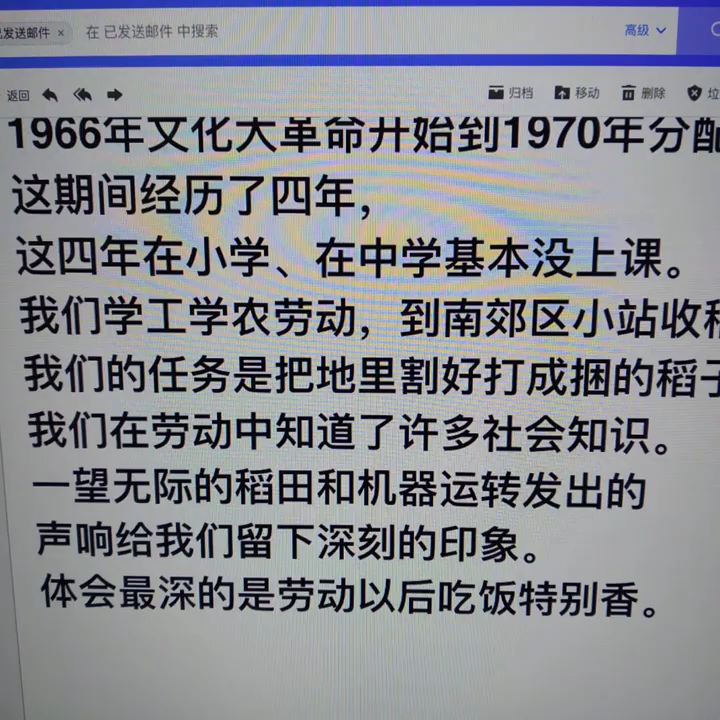 已发送邮件 ×
在 已发送邮件 中搜索
高级
返回
归档
移动
删除
1966年文化大革命开始到1970年分配
这期间经历了四年，
这四年在小学、在中学基本没上课。
我们学工学农劳动，到南郊区小站收
我们的任务是把地里割好打成捆的稻子
我们在劳动中知道了许多社会知识。
一望无际的稻田和机器运转发出的
声响给我们留下深刻的印象。
体会最深的是劳动以后吃饭特别香。